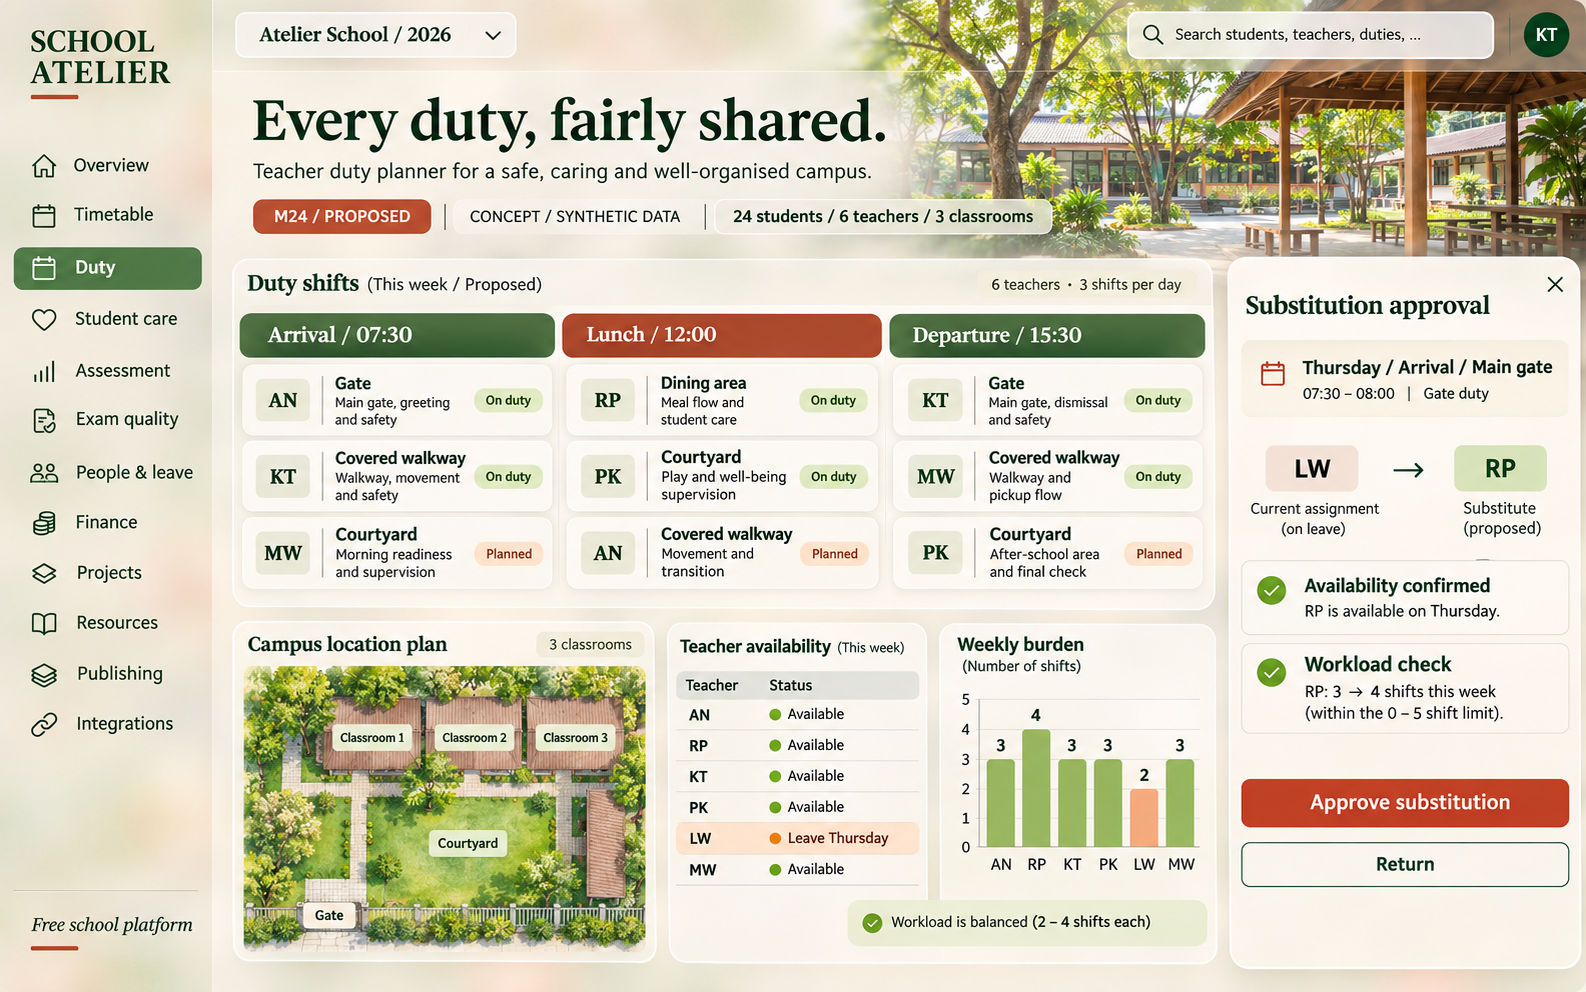 SCHOOL
ATELIER
Overview
Timetable
Duty
Student care
Assessment
Exam quality
People & leave
Finance
Projects
Resources
Publishing
Integrations
Free school platform
Atelier School / 2026
Search students, teachers, duties, ...
KT
Every duty, fairly shared.
Teacher duty planner for a safe, caring and well-organised campus.
M24 / PROPOSED
CONCEPT / SYNTHETIC DATA
24 students / 6 teachers / 3 classrooms
Duty shifts (This week / Proposed)
6 teachers • 3 shifts per day
Arrival / 07:30
AN
Gate
Main gate, greeting
and safety
On duty
KT
Covered walkway
Walkway, movement
and safety
On duty
MW
Courtyard
Morning readiness
and supervision
Planned
Lunch / 12:00
RP
Dining area
Meal flow and
student care
On duty
PK
Courtyard
Play and well-being
supervision
On duty
AN
Covered walkway
Movement and
transition
Planned
Departure / 15:30
KT
Gate
Main gate, dismissal
and safety
On duty
MW
Covered walkway
Walkway and
pickup flow
On duty
PK
Courtyard
After-school area
and final check
Planned
Campus location plan
3 classrooms
Classroom 1
Classroom 2
Classroom 3
Courtyard
Gate
Teacher availability (This week)
Teacher Status
AN Available
RP Available
KT Available
PK Available
LW Leave Thursday
MW Available
Weekly burden
(Number of shifts)
5
4
3
2
1
0
3
4
3
3
2
3
AN RP KT PK LW MW
Workload is balanced (2 – 4 shifts each)
Substitution approval
Thursday / Arrival / Main gate
07:30 – 08:00 | Gate duty
LW → RP
Current assignment
(on leave)
Substitute
(proposed)
Availability confirmed
RP is available on Thursday.
Workload check
RP: 3 → 4 shifts this week
(within the 0 – 5 shift limit).
Approve substitution
Return